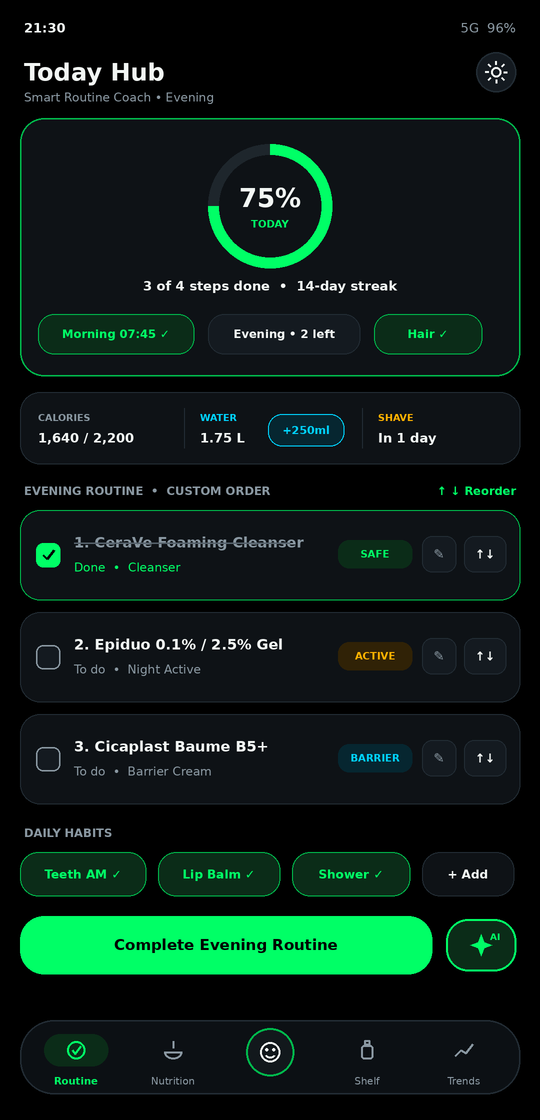 21:30
5G 96%
Today Hub
Smart Routine Coach • Evening
75%
TODAY
3 of 4 steps done • 14-day streak
Morning 07:45 ✓
Evening • 2 left
Hair ✓
CALORIES
1,640 / 2,200
WATER
1.75 L
+250ml
SHAVE
In 1 day
EVENING ROUTINE • CUSTOM ORDER
↑ ↓ Reorder
1. CeraVe Foaming Cleanser
Done • Cleanser
SAFE
✎
↑↓
2. Epiduo 0.1% / 2.5% Gel
To do • Night Active
ACTIVE
✎
↑↓
3. Cicaplast Baume B5+
To do • Barrier Cream
BARRIER
✎
↑↓
DAILY HABITS
Teeth AM ✓
Lip Balm ✓
Shower ✓
+ Add
Complete Evening Routine
AI
Routine
Nutrition
Shelf
Trends